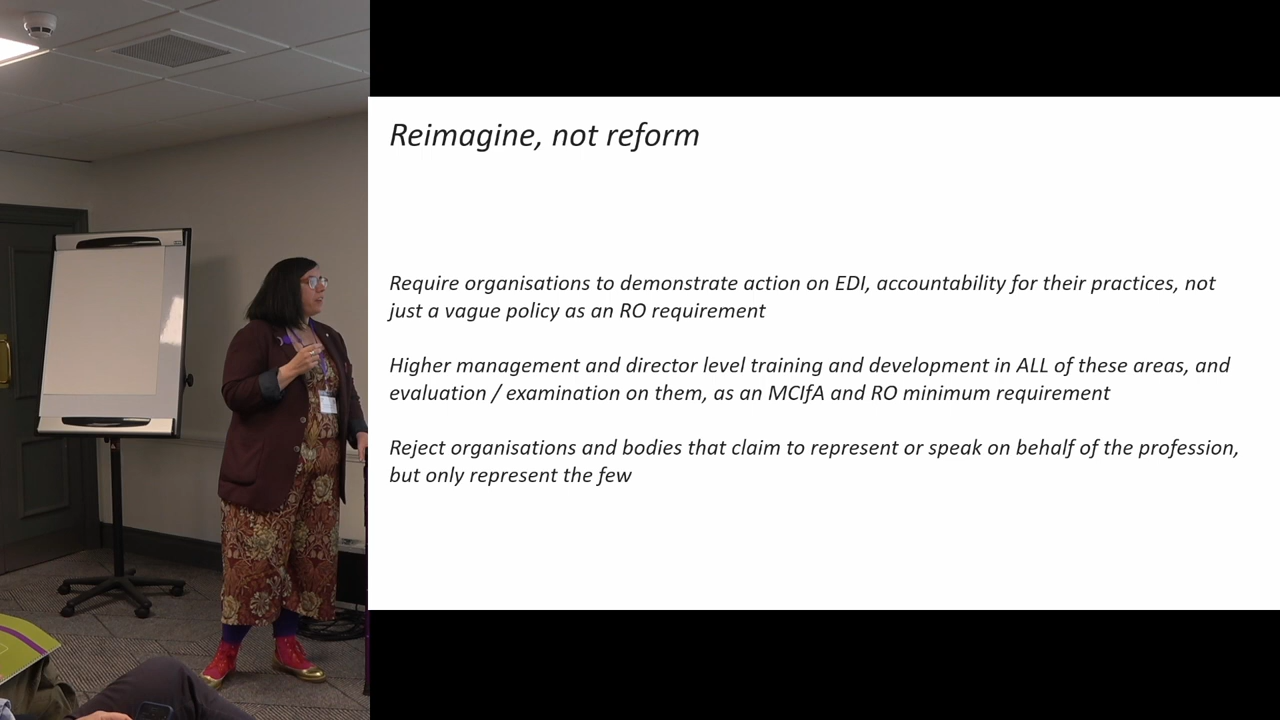 Reimagine, not reform
Require organisations to demonstrate action on EDI, accountability for their practices, not
just a vague policy as an RO requirement
Higher management and director level training and development in ALL of these areas, and
evaluation / examination on them, as an MCIfA and RO minimum requirement
Reject organisations and bodies that claim to represent or speak on behalf of the profession,
but only represent the few